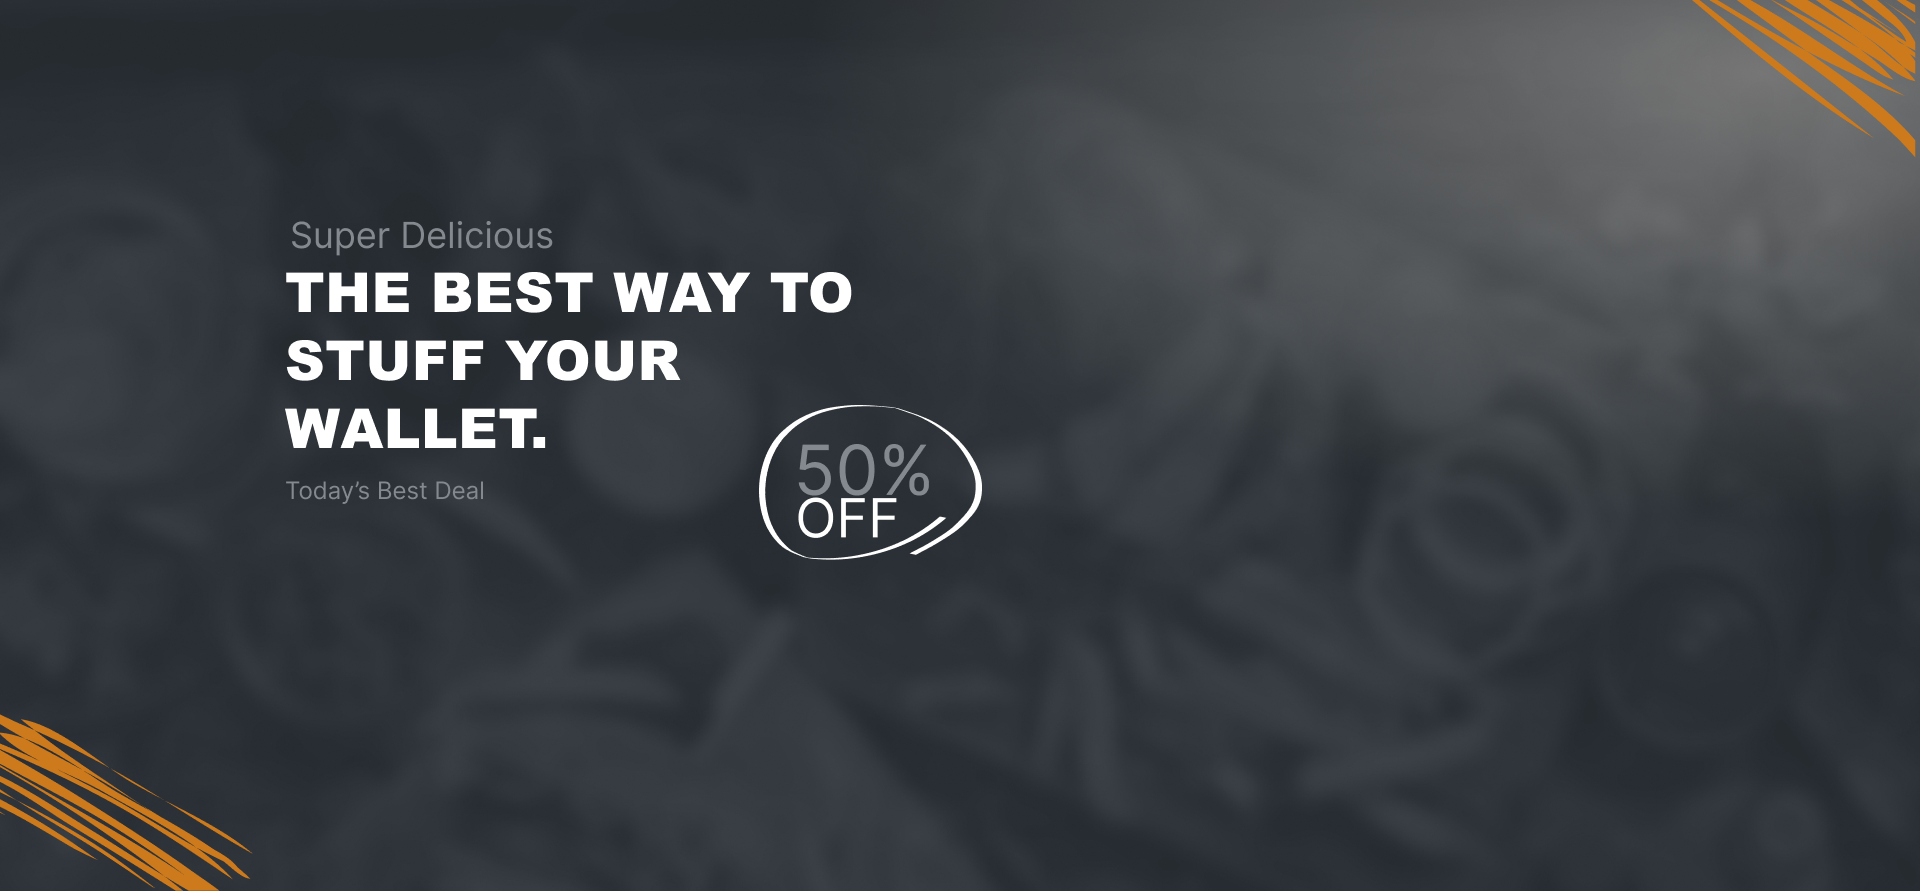 Super Delicious
THE BEST WAY TO
STUFF YOUR
WALLET.
Today’s Best Deal
50%
OFF